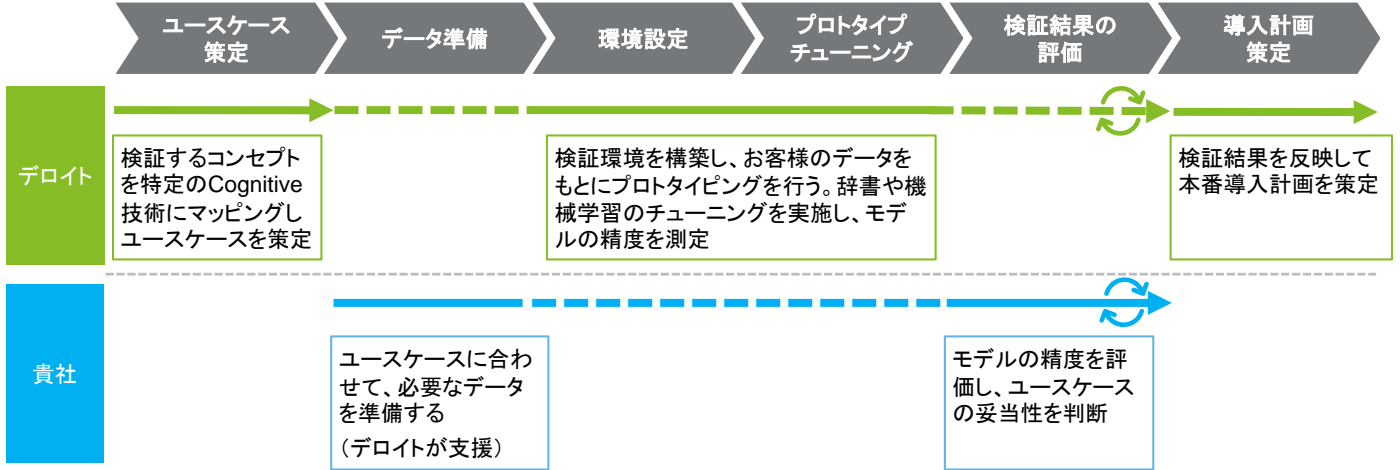 ユースケース
策定
データ準備
環境設定
プロトタイプ
チューニング
検証結果の
評価
導入計画
策定
デロイト
検証するコンセプト
を特定のCognitive
技術にマッピングし
ユースケースを策定
検証環境を構築し、お客様のデータを
もとにプロトタイピングを行う。辞書や機
械学習のチューニングを実施し、モデ
ルの精度を測定
検証結果を反映して
本番導入計画を策定
貴社
ユースケースに合わ
せて、必要なデータ
を準備する
（デロイトが支援）
モデルの精度を評
価し、ユースケース
の妥当性を判断